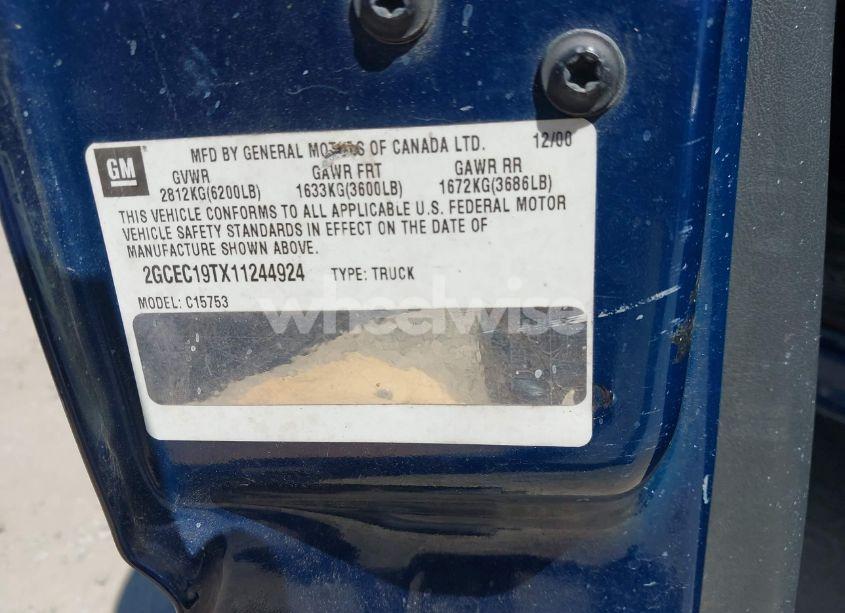 GM
MFD BY GENERAL MOTORS OF CANADA LTD. 12/00
GVWR GAWR FRT GAWR RR
2812KG(6200LB) 1633KG(3600LB) 1672KG(3686LB)
THIS VEHICLE CONFORMS TO ALL APPLICABLE U.S. FEDERAL MOTOR
VEHICLE SAFETY STANDARDS IN EFFECT ON THE DATE OF
MANUFACTURE SHOWN ABOVE.
2GCEC19TX11244924 TYPE: TRUCK
MODEL: C15753
wheelwise